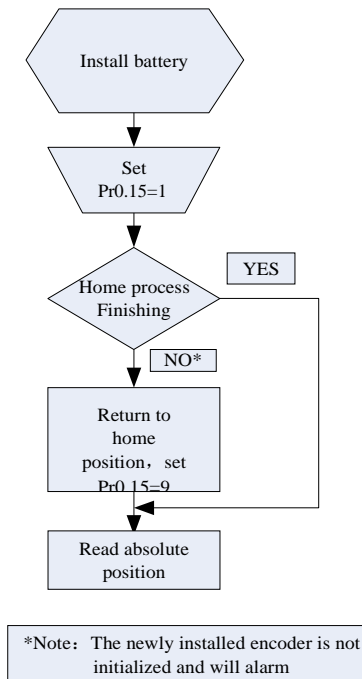 Install battery
Set
Pr0.15=1
Home process
Finishing
YES
NO*
Return to
home
position，set
Pr0.15=9
Read absolute
position
*Note：The newly installed encoder is not
initialized and will alarm